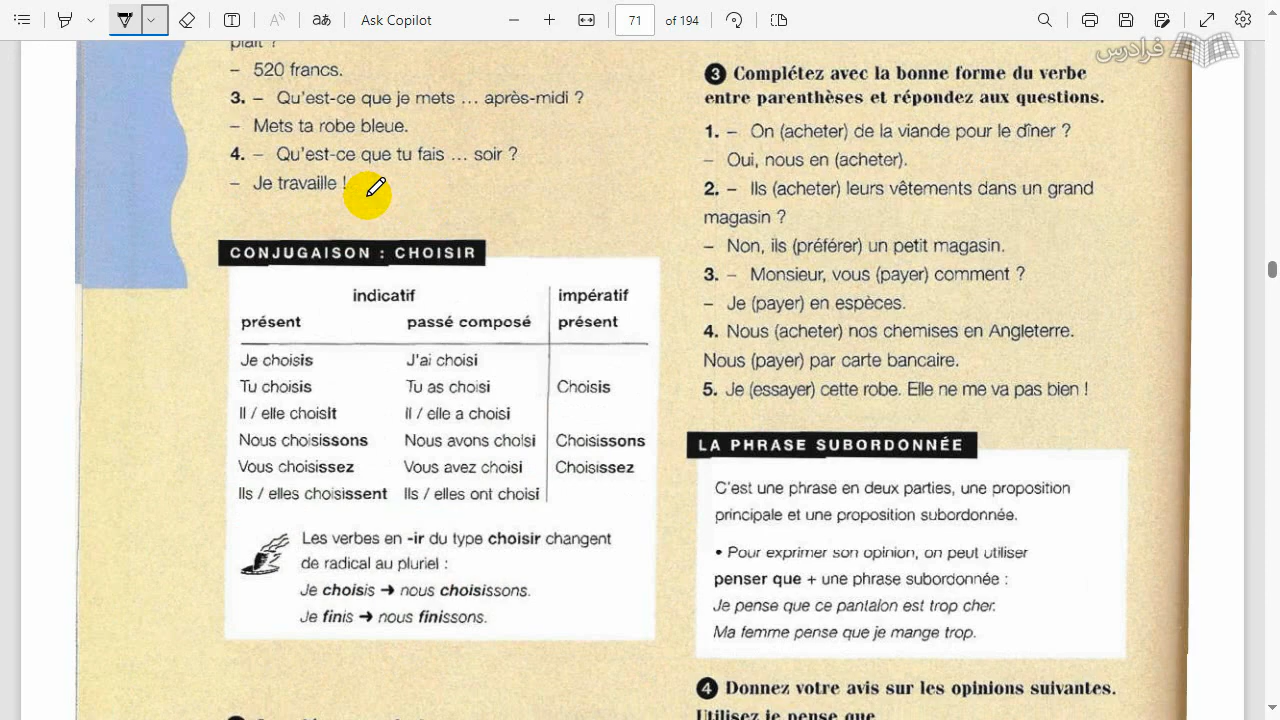 Ask Copilot
71 of 194
فرادرس
plaît ?
– 520 francs.
3. – Qu'est-ce que je mets … après-midi ?
– Mets ta robe bleue.
4. – Qu'est-ce que tu fais … soir ?
– Je travaille !
CONJUGAISON : CHOISIR
indicatif impératif
présent passé composé présent
Je choisis J'ai choisi
Tu choisis Tu as choisi Choisis
Il / elle choisit Il / elle a choisi
Nous choisissons Nous avons choisi Choisissons
Vous choisissez Vous avez choisi Choisissez
Ils / elles choisissent Ils / elles ont choisi
Les verbes en -ir du type choisir changent
de radical au pluriel :
Je choisis ➔ nous choisissons.
Je finis ➔ nous finissons.
3 Complétez avec la bonne forme du verbe
entre parenthèses et répondez aux questions.
1. – On (acheter) de la viande pour le dîner ?
– Oui, nous en (acheter).
2. – Ils (acheter) leurs vêtements dans un grand
magasin ?
– Non, ils (préférer) un petit magasin.
3. – Monsieur, vous (payer) comment ?
– Je (payer) en espèces.
4. Nous (acheter) nos chemises en Angleterre.
Nous (payer) par carte bancaire.
5. Je (essayer) cette robe. Elle ne me va pas bien !
LA PHRASE SUBORDONNÉE
C'est une phrase en deux parties, une proposition
principale et une proposition subordonnée.
• Pour exprimer son opinion, on peut utiliser
penser que + une phrase subordonnée :
Je pense que ce pantalon est trop cher.
Ma femme pense que je mange trop.
4 Donnez votre avis sur les opinions suivantes.
Utilisez je pense que